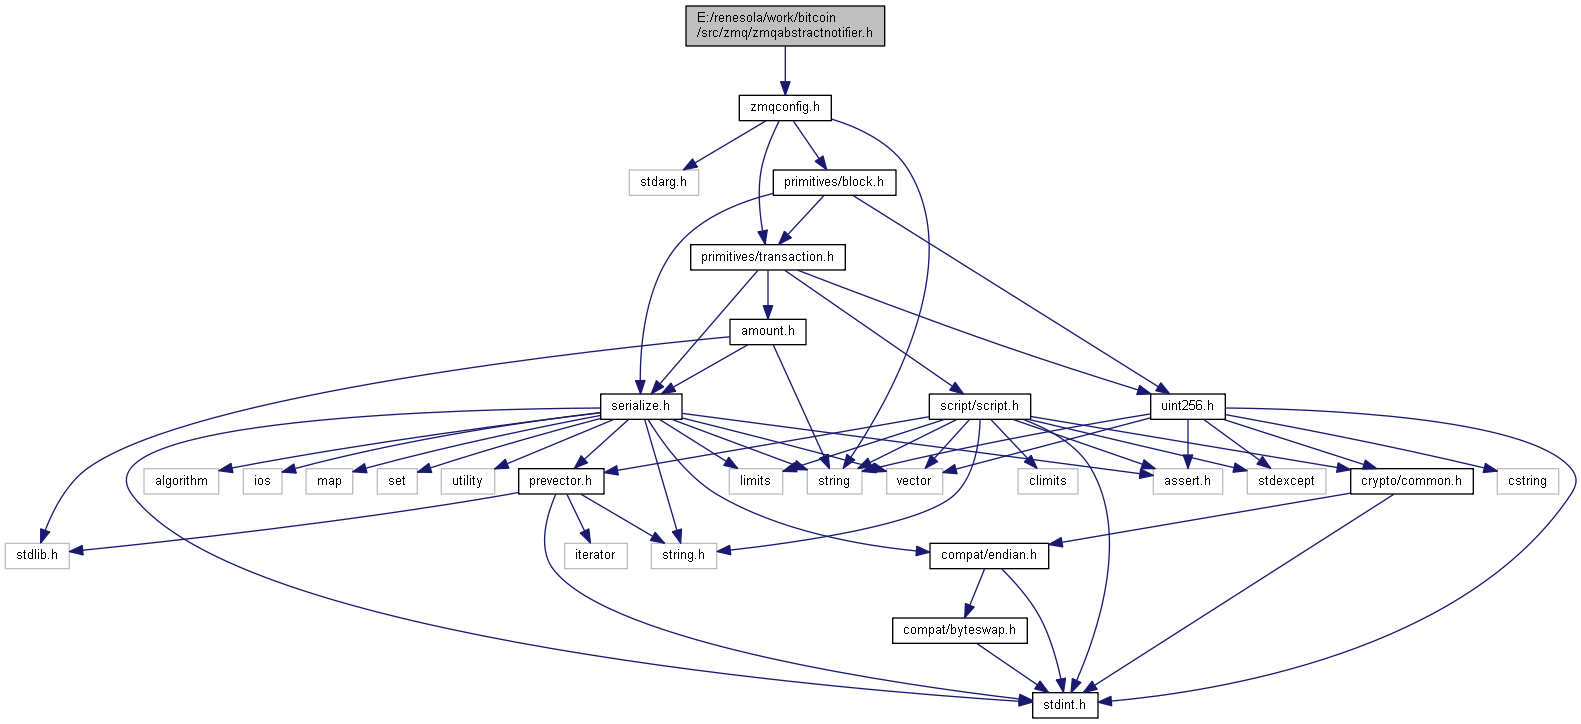 E:/renesola/work/bitcoin
/src/zmq/zmqabstractnotifier.h
zmqconfig.h
stdarg.h
primitives/block.h
primitives/transaction.h
amount.h
serialize.h
script/script.h
uint256.h
algorithm
ios
map
set
utility
prevector.h
limits
string
vector
climits
assert.h
stdexcept
crypto/common.h
cstring
stdlib.h
iterator
string.h
compat/endian.h
compat/byteswap.h
stdint.h